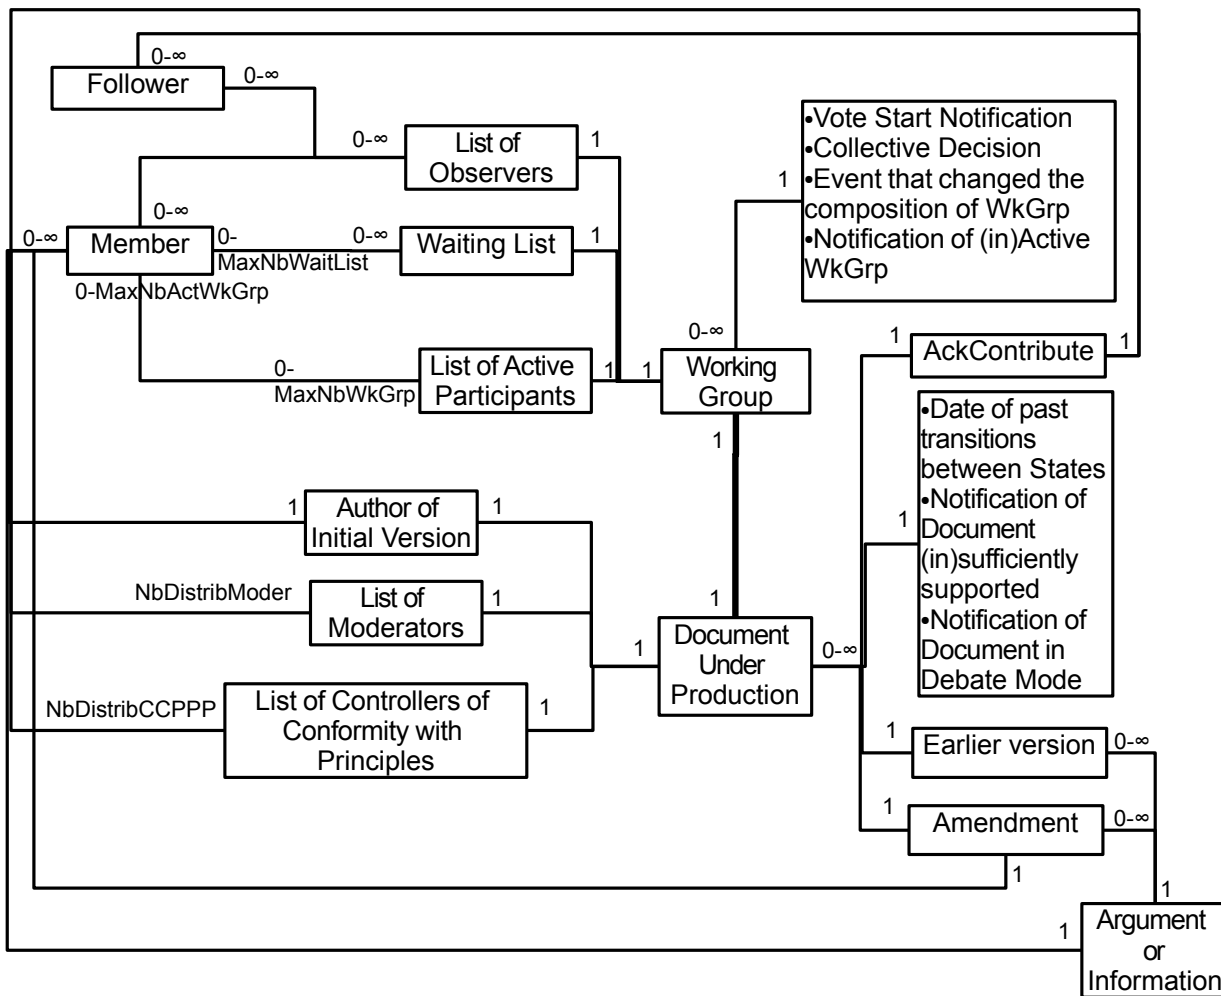 0-∞
Follower
0-∞
0-∞
List of
Observers
1
•Vote Start Notification
•Collective Decision
•Event that changed the
composition of WkGrp
•Notification of (in)Active
WkGrp
1
0-∞
0-∞
Member
0-
MaxNbWaitList
0-∞
Waiting List
1
0-MaxNbActWkGrp
0-
MaxNbWkGrp
List of Active
Participants
1
1
0-∞
Working
Group
1
1
AckContribute
1
•Date of past
transitions
between States
•Notification of
Document
(in)sufficiently
supported
•Notification of
Document in
Debate Mode
1
1
Author of
Initial Version
1
NbDistribModer
List of
Moderators
1
NbDistribCCPPP
List of Controllers of
Conformity with
Principles
1
1
1
Document
Under
Production
0-∞
1
Earlier version
0-∞
1
Amendment
0-∞
1
1
1
Argument
or
Information